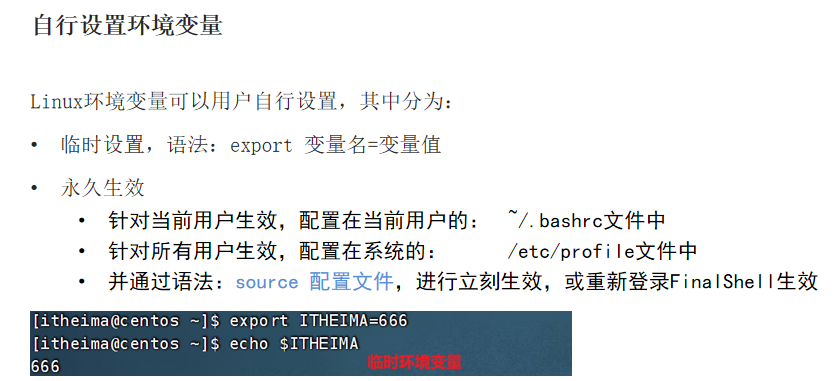 自行设置环境变量
Linux环境变量可以用户自行设置，其中分为：
• 临时设置，语法：export 变量名=变量值
• 永久生效
• 针对当前用户生效，配置在当前用户的： ~/.bashrc文件中
• 针对所有用户生效，配置在系统的： /etc/profile文件中
• 并通过语法：source 配置文件，进行立刻生效，或重新登录FinalShell生效
[itheima@centos ~]$ export ITHEIMA=666
[itheima@centos ~]$ echo $ITHEIMA
666 临时环境变量